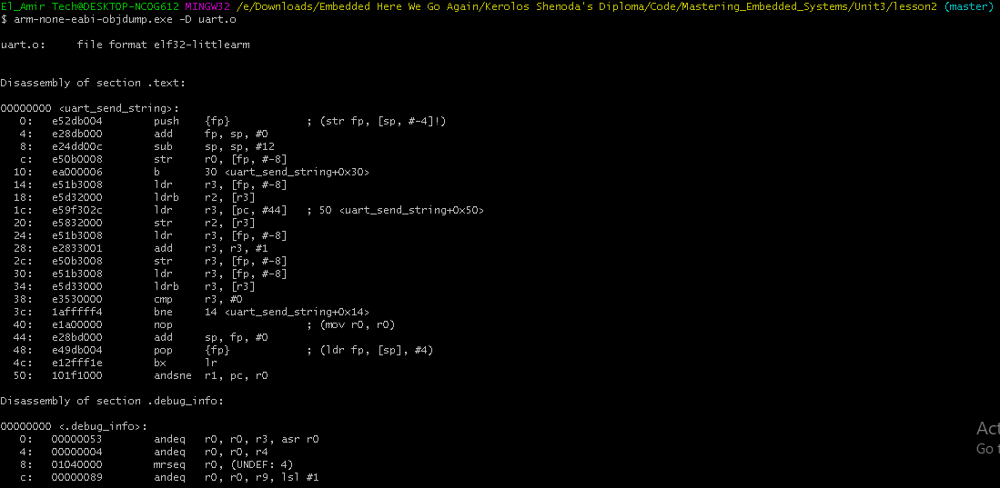 El_Amir Tech@DESKTOP-NCQG612 MINGW32 /e/Downloads/Embedded Here We Go Again/Kerolos Shenoda's Diploma/Code/Mastering_Embedded_Systems/Unit3/lesson2 (master)
$ arm-none-eabi-objdump.exe -D uart.o
uart.o:     file format elf32-littlearm
Disassembly of section .text:
00000000 <uart_send_string>:
   0:   e52db004        push    {fp}            ; (str fp, [sp, #-4]!)
   4:   e28db000        add     fp, sp, #0
   8:   e24dd00c        sub     sp, sp, #12
   c:   e50b0008        str     r0, [fp, #-8]
  10:   ea000006        b       30 <uart_send_string+0x30>
  14:   e51b3008        ldr     r3, [fp, #-8]
  18:   e5d32000        ldrb    r2, [r3]
  1c:   e59f302c        ldr     r3, [pc, #44]   ; 50 <uart_send_string+0x50>
  20:   e5832000        str     r2, [r3]
  24:   e51b3008        ldr     r3, [fp, #-8]
  28:   e2833001        add     r3, r3, #1
  2c:   e50b3008        str     r3, [fp, #-8]
  30:   e51b3008        ldr     r3, [fp, #-8]
  34:   e5d33000        ldrb    r3, [r3]
  38:   e3530000        cmp     r3, #0
  3c:   1afffff4        bne     14 <uart_send_string+0x14>
  40:   e1a00000        nop                     ; (mov r0, r0)
  44:   e28bd000        add     sp, fp, #0
  48:   e49db004        pop     {fp}            ; (ldr fp, [sp], #4)
  4c:   e12fff1e        bx      lr
  50:   101f1000        andsne  r1, pc, r0
Disassembly of section .debug_info:
00000000 <.debug_info>:
   0:   00000053        andeq   r0, r0, r3, asr r0
   4:   00000004        andeq   r0, r0, r4
   8:   01040000        mrseq   r0, (UNDEF: 4)
   c:   00000089        andeq   r0, r0, r9, lsl #1
Act
Go t